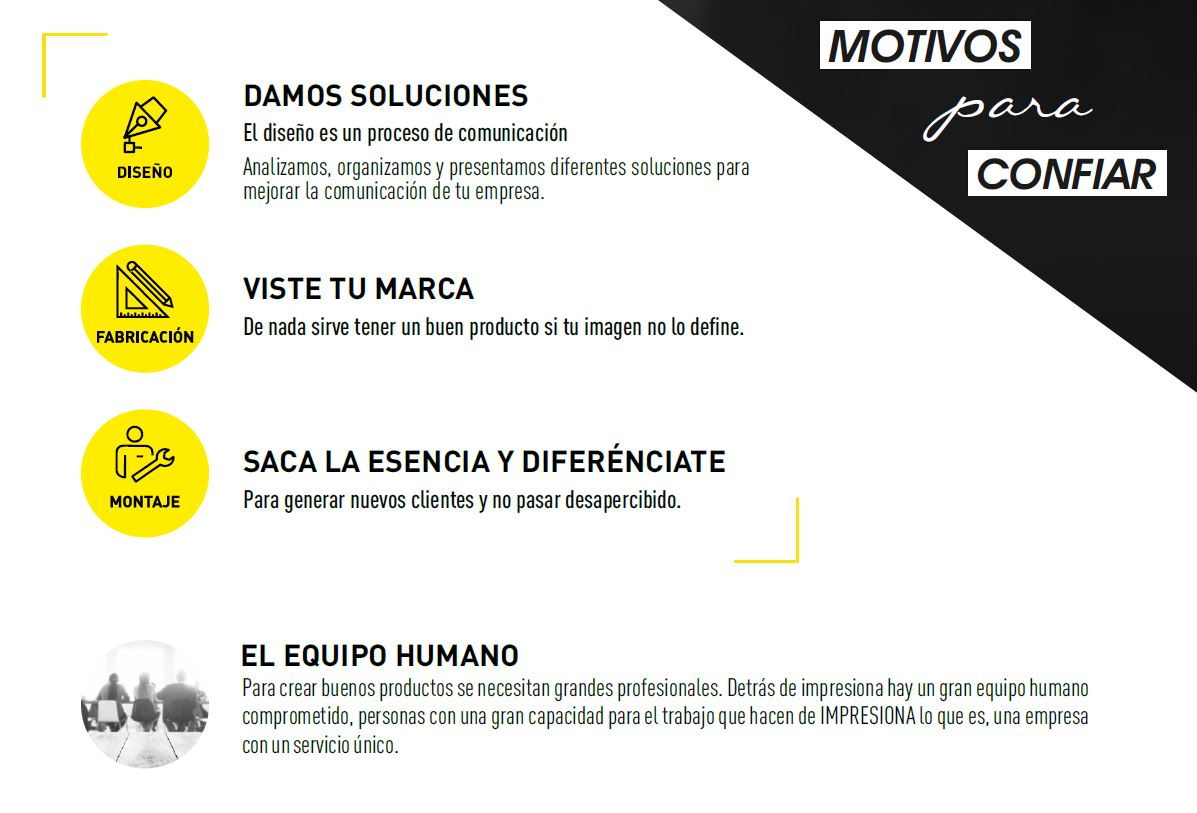 MOTIVOS
para
CONFIAR
DISEÑO
DAMOS SOLUCIONES
El diseño es un proceso de comunicación
Analizamos, organizamos y presentamos diferentes soluciones para
mejorar la comunicación de tu empresa.
FABRICACIÓN
VISTE TU MARCA
De nada sirve tener un buen producto si tu imagen no lo define.
MONTAJE
SACA LA ESENCIA Y DIFERÉNCIATE
Para generar nuevos clientes y no pasar desapercibido.
EL EQUIPO HUMANO
Para crear buenos productos se necesitan grandes profesionales. Detrás de impresiona hay un gran equipo humano
comprometido, personas con una gran capacidad para el trabajo que hacen de IMPRESIONA lo que es, una empresa
con un servicio único.